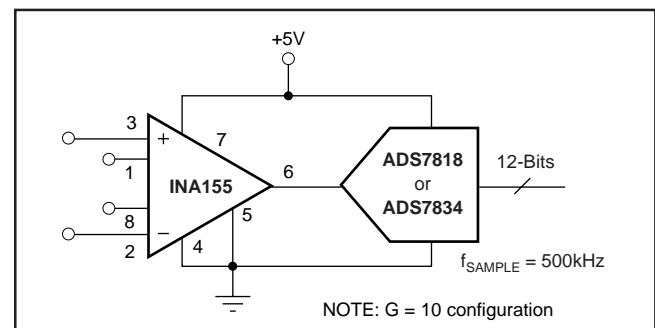 +5V
3
+
7
1
INA155
6
8
5
−
2
4
ADS7818
or
ADS7834
12-Bits
fSAMPLE = 500kHz
NOTE: G = 10 configuration